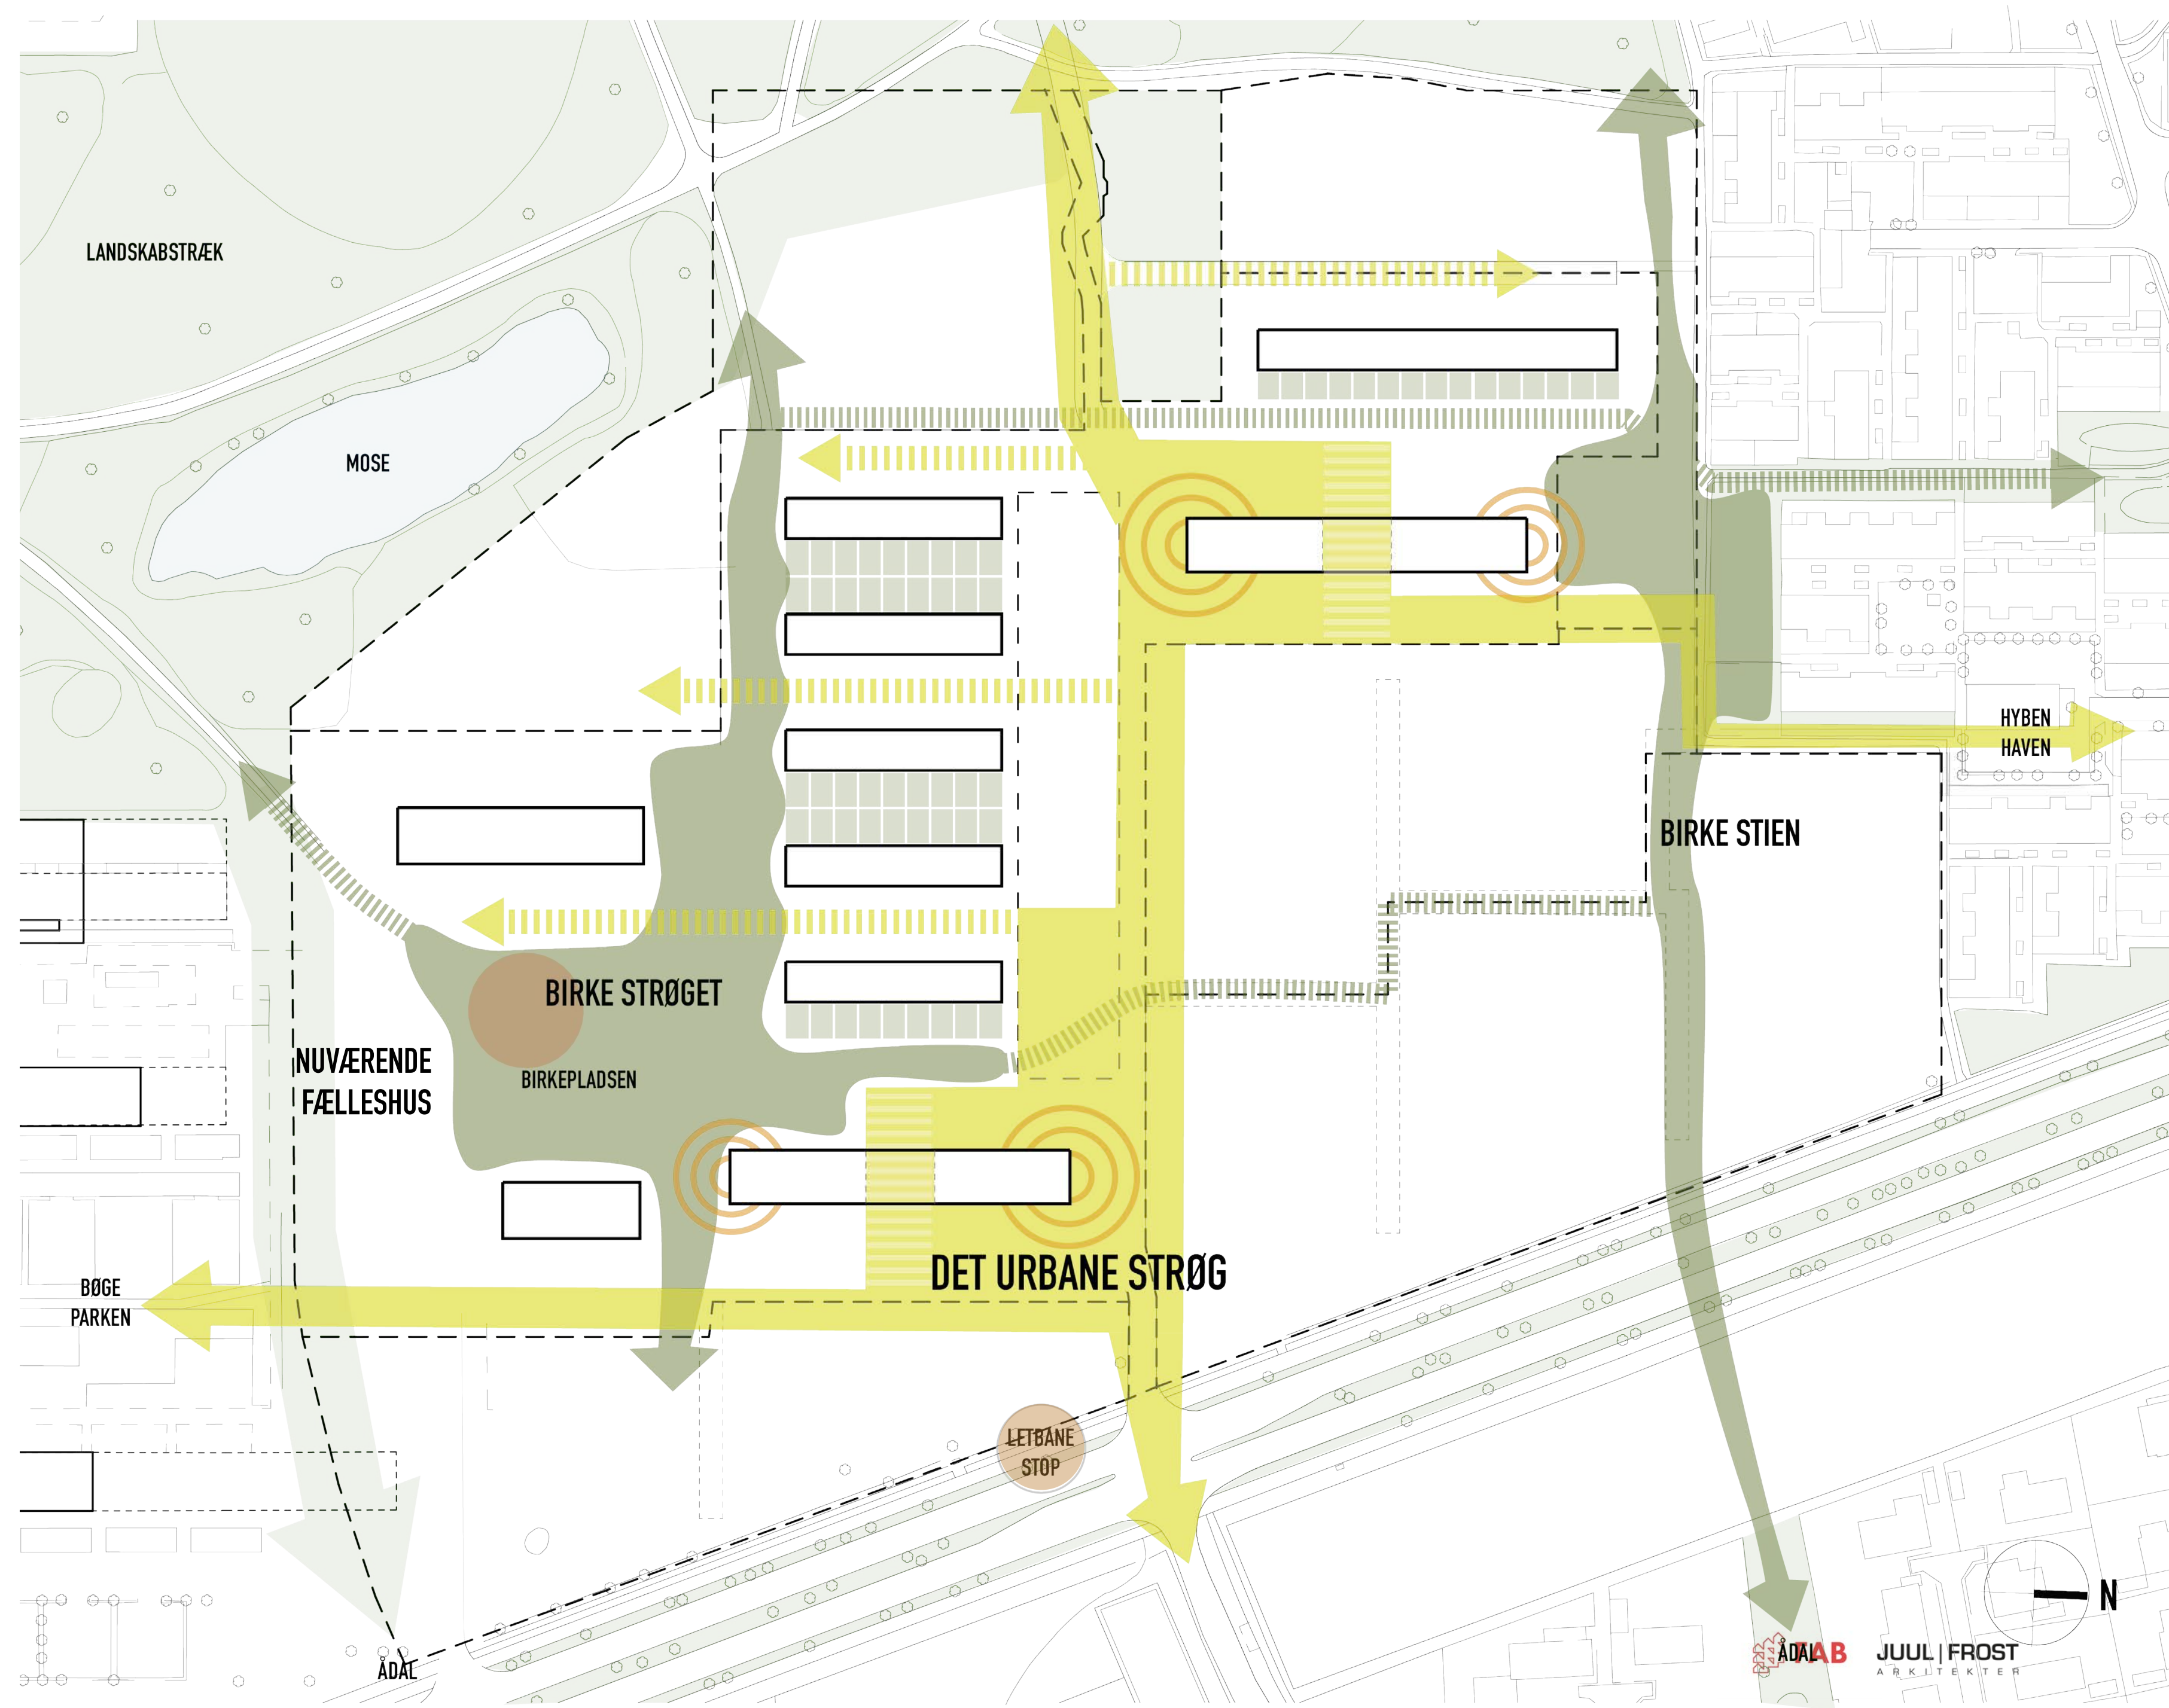 LANDSKABSTRÆK
MOSE
HYBEN
HAVEN
BIRKE STIEN
BIRKE STRØGET
NUVÆRENDE
FÆLLESHUS
BIRKEPLADSEN
DET URBANE STRØG
BØGE
PARKEN
LETBANE
STOP
N
ÅDAL
ÅDAL
AB
JUUL | FROST
ARKITEKTER